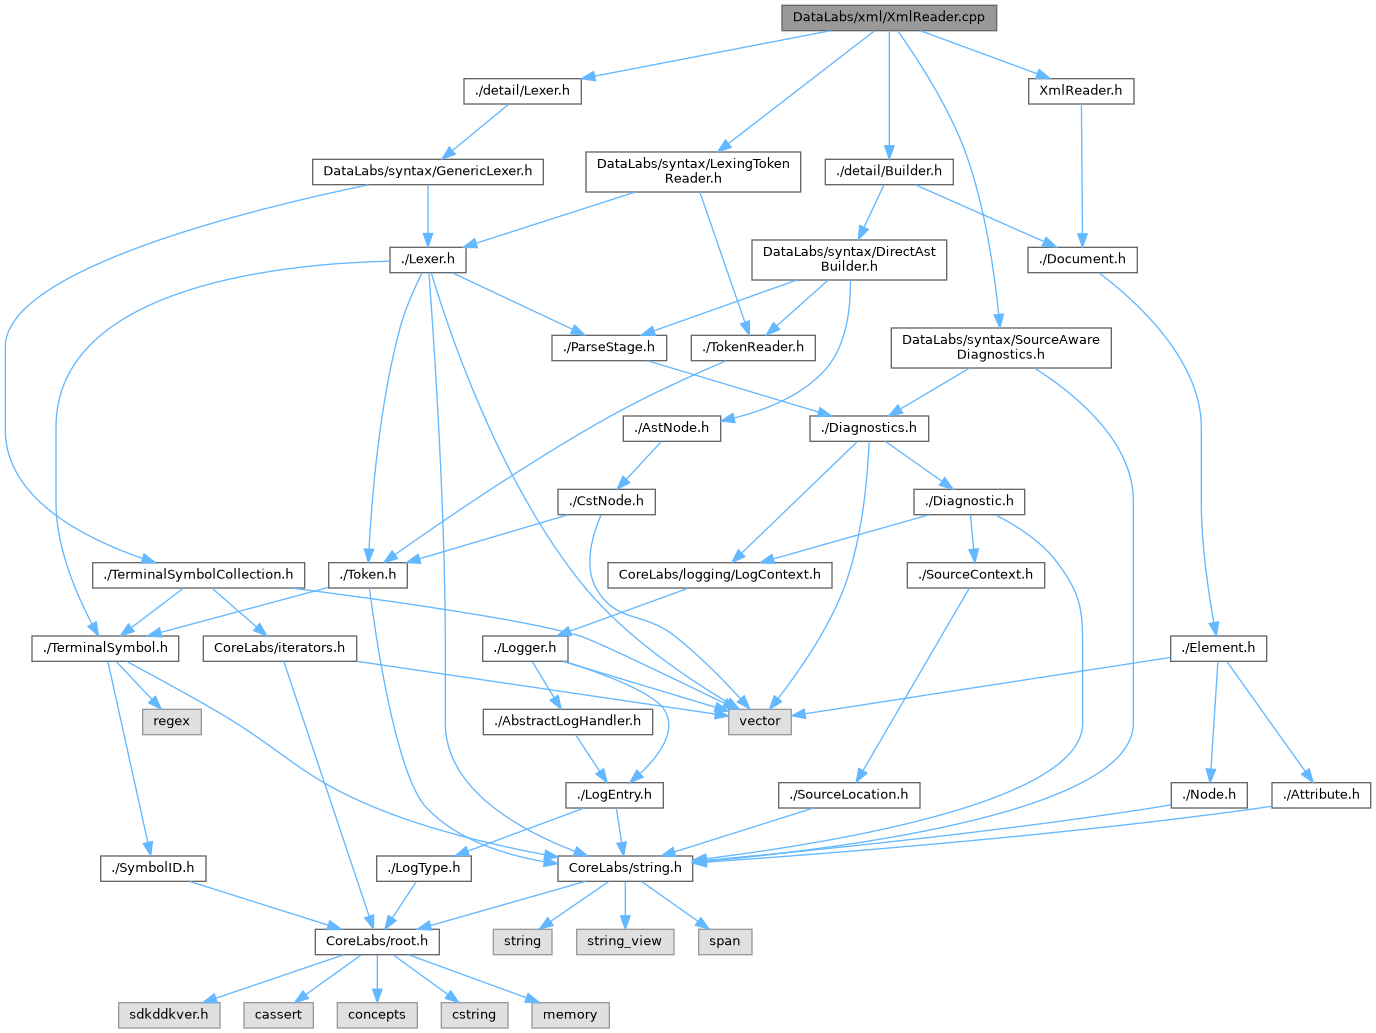 DataLabs/xml/XmlReader.cpp
./detail/Lexer.h
XmlReader.h
DataLabs/syntax/GenericLexer.h
DataLabs/syntax/LexingToken
Reader.h
./detail/Builder.h
./Lexer.h
DataLabs/syntax/DirectAst
Builder.h
./Document.h
./ParseStage.h
./TokenReader.h
DataLabs/syntax/SourceAware
Diagnostics.h
./AstNode.h
./Diagnostics.h
./CstNode.h
./Diagnostic.h
./TerminalSymbolCollection.h
./Token.h
CoreLabs/logging/LogContext.h
./SourceContext.h
./TerminalSymbol.h
CoreLabs/iterators.h
./Logger.h
./Element.h
regex
./AbstractLogHandler.h
vector
./LogEntry.h
./SourceLocation.h
./Node.h
./Attribute.h
./SymbolID.h
./LogType.h
CoreLabs/string.h
CoreLabs/root.h
string
string_view
span
sdkddkver.h
cassert
concepts
cstring
memory